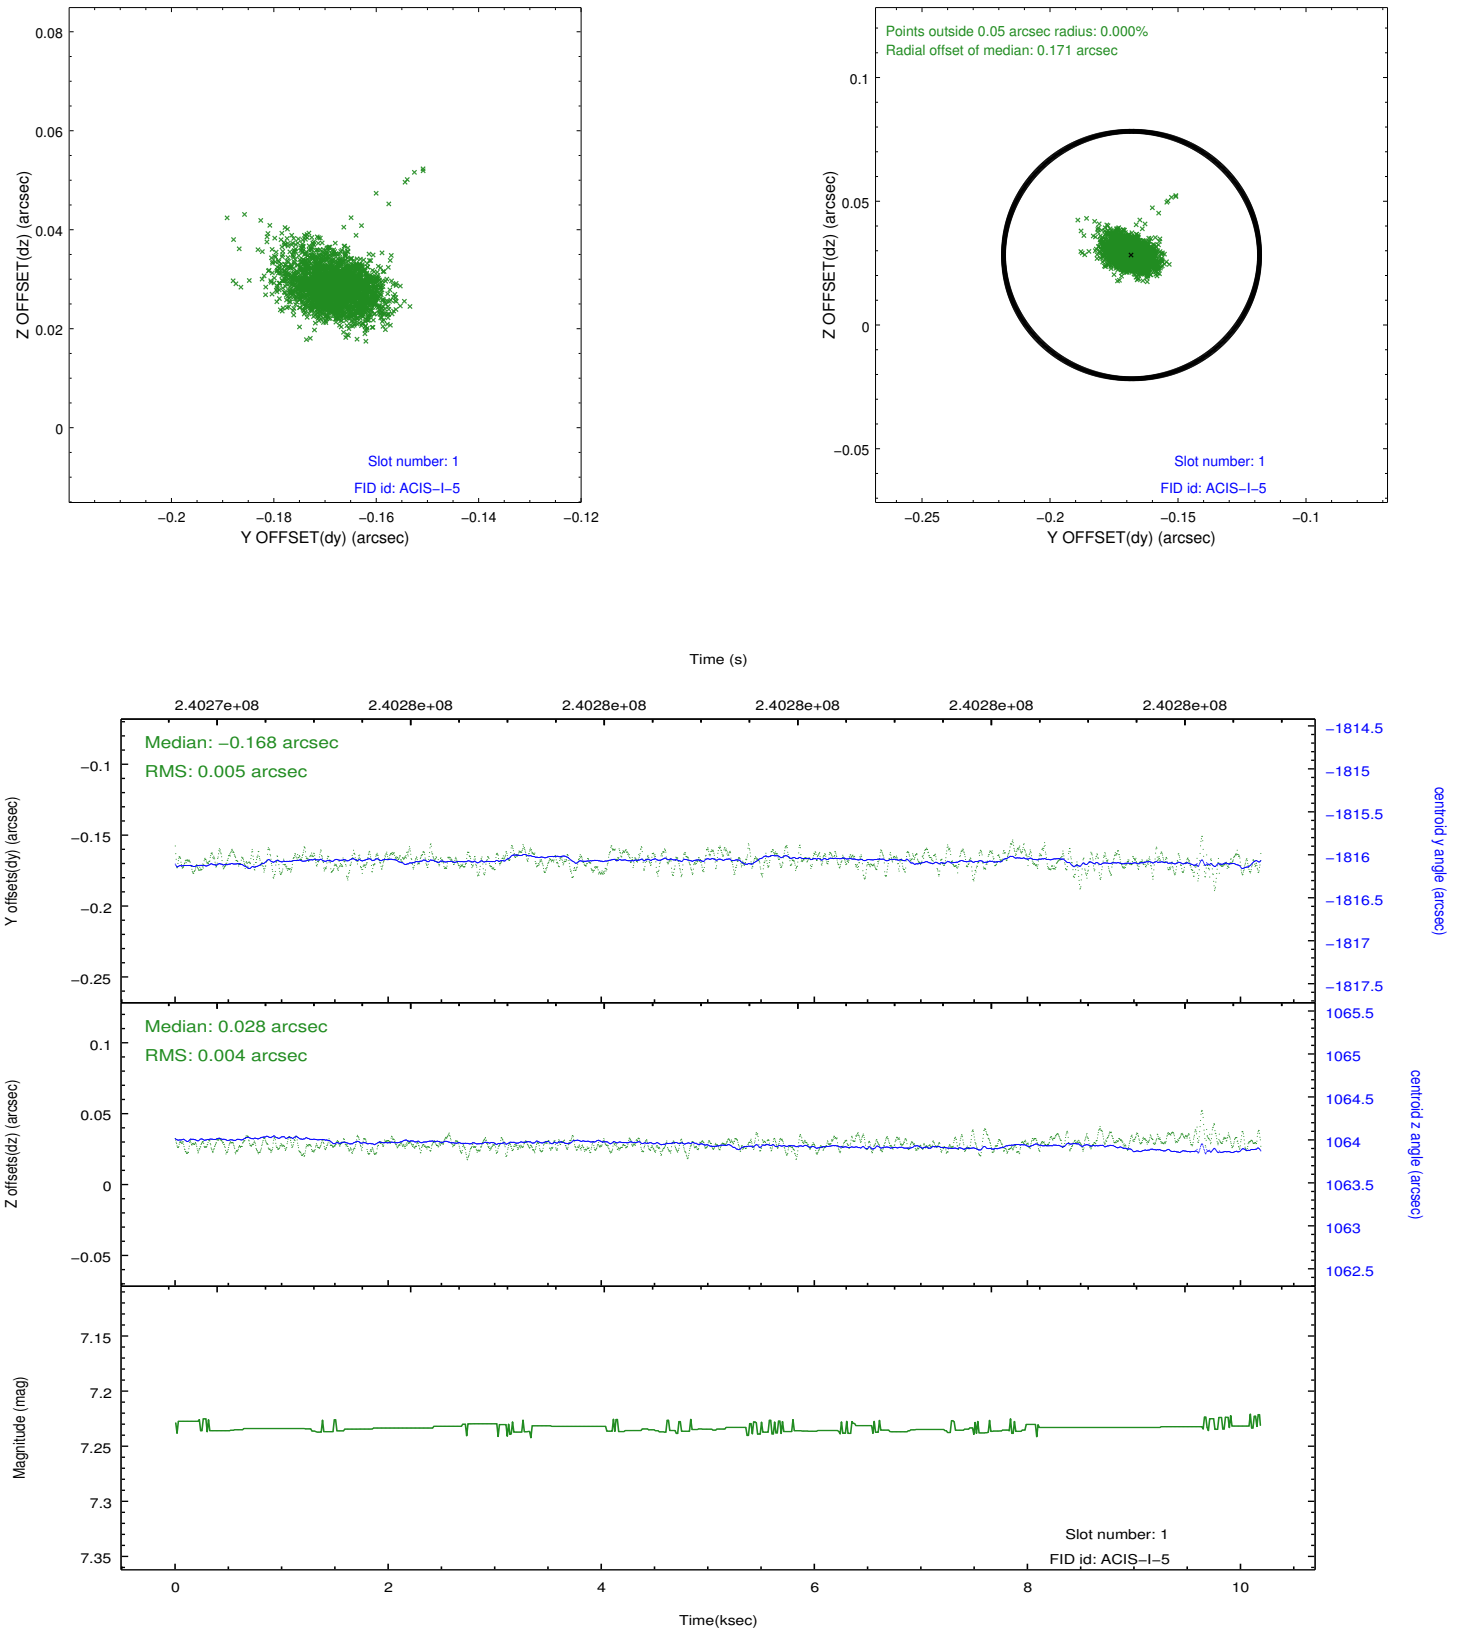 0.08
0.06
0.04
0.02
0
Z OFFSET(dz) (arcsec)
Slot number: 1
FID id: ACIS−I−5
−0.2 −0.18 −0.16 −0.14 −0.12
Y OFFSET(dy) (arcsec)
Points outside 0.05 arcsec radius: 0.000%
Radial offset of median: 0.171 arcsec
0.1
0.05
0
−0.05
Z OFFSET(dz) (arcsec)
Slot number: 1
FID id: ACIS−I−5
−0.25 −0.2 −0.15 −0.1
Y OFFSET(dy) (arcsec)
Time (s)
2.4027e+08 2.4028e+08 2.4028e+08 2.4028e+08 2.4028e+08 2.4028e+08
Median: −0.168 arcsec
RMS: 0.005 arcsec
−0.1
−0.15
−0.2
−0.25
Y offsets(dy) (arcsec)
−1814.5
−1815
−1815.5
−1816
−1816.5
−1817
−1817.5
centroid y angle (arcsec)
Median: 0.028 arcsec
RMS: 0.004 arcsec
0.1
0.05
0
−0.05
Z offsets(dz) (arcsec)
1065.5
1065
1064.5
1064
1063.5
1063
1062.5
centroid z angle (arcsec)
7.15
7.2
7.25
7.3
7.35
Magnitude (mag)
Slot number: 1
FID id: ACIS−I−5
0 2 4 6 8 10
Time(ksec)